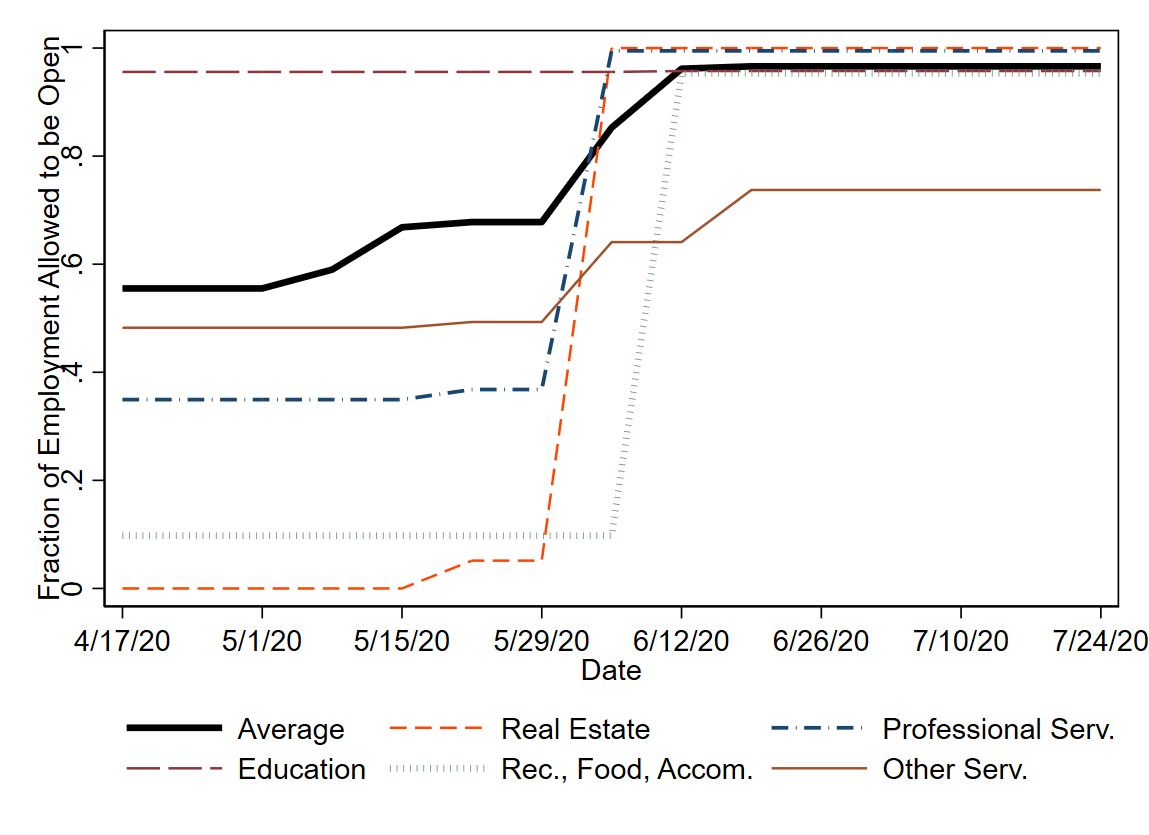 Fraction of Employment Allowed to be Open
1
.8
.6
.4
.2
0
4/17/20 5/1/20 5/15/20 5/29/20 6/12/20 6/26/20 7/10/20 7/24/20
Date
Average Real Estate Professional Serv.
Education Rec., Food, Accom. Other Serv.